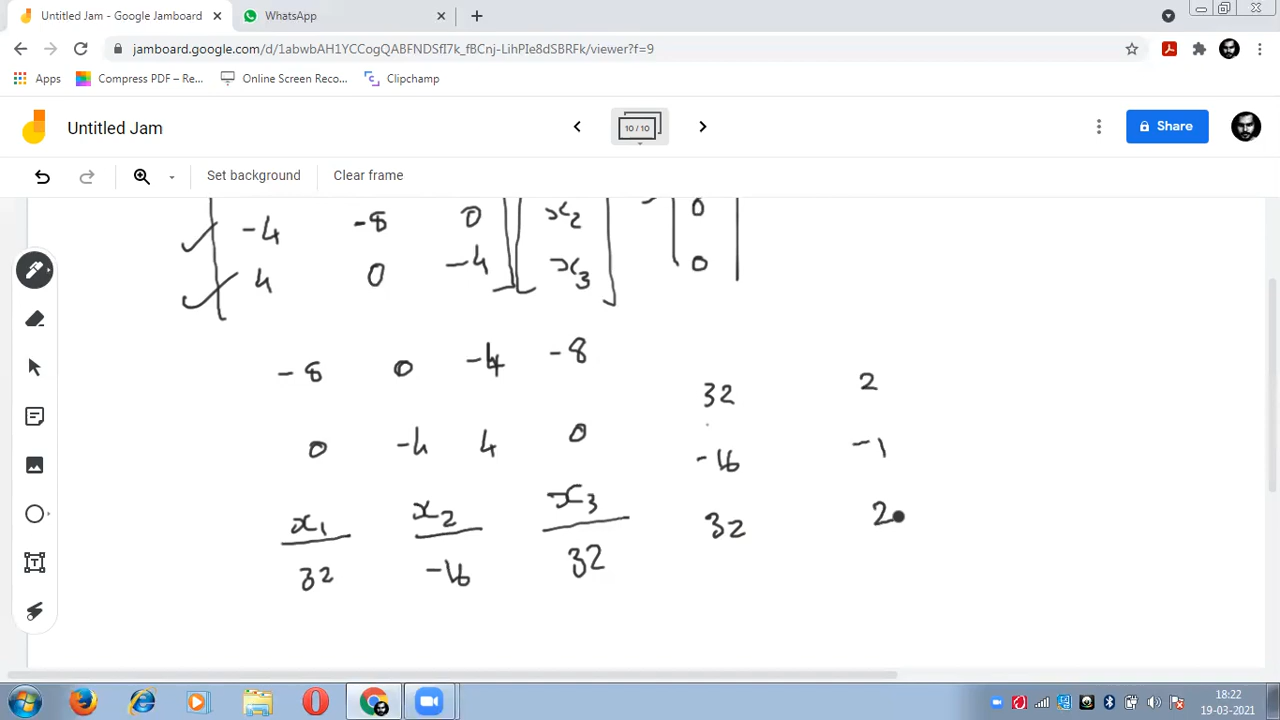 Untitled Jam - Google Jamboard
WhatsApp
jamboard.google.com/d/1abwbAH1YCCogQABFNDSfI7k_fBCnj-LihPIe8dSBRFk/viewer?f=9
Apps
Compress PDF – Re...
Online Screen Reco...
Clipchamp
Untitled Jam
10 / 10
Share
Set background
Clear frame
-4 -8 0 x2 0
4 0 -4 x3 0
-8 0 -4 -8
32 2
0 -4 4 0
-16 -1
x1 x2 x3
32 2
32 -16 32
18:22
19-03-2021